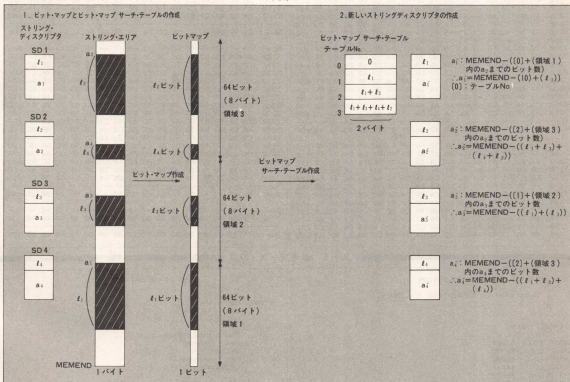 1. ビット・マップとビット・マップ サーチ・テーブルの作成
ストリング・ディスクリプタ
ストリング・エリア
ビットマップ
SD 1
ℓ₁
a₁
SD 2
ℓ₂
a₂
SD 3
ℓ₃
a₃
SD 4
ℓ₄
a₄
ℓ₂ビット
ℓ₄ビット
ℓ₃ビット
ℓ₁ビット
64ビット
(8バイト)
領域3
64ビット
(8バイト)
領域2
64ビット
(8バイト)
領域1
ビット・マップ作成
ビットマップ
サーチ・テーブル作成
MEMEND
1バイト
1ビット
2. 新しいストリングディスクリプタの作成
ビット・マップ サーチ・テーブル
テーブルNo.
0
0
1
ℓ₁
2
ℓ₁+ℓ₃
3
ℓ₁+ℓ₃+ℓ₄+ℓ₂
2バイト
ℓ₁
a₁′
a₁′: MEMEND−([0]+(領域1)
内のa₁までのビット数)
∴a₁′=MEMEND−((0)+(ℓ₁))
[0]:テーブルNo
ℓ₂
a₂′
a₂′: MEMEND−([2]+(領域3)
内のa₂までのビット数
∴a₂′=MEMEND−((ℓ₁+ℓ₃)+
(ℓ₄+ℓ₂))
ℓ₃
a₃′
a₃′: MEMEND−([1]+(領域2)
内のa₃までのビット数
∴a₃′=MEMEND−((ℓ₁)+(ℓ₃))
ℓ₄
a₄′
a₄′: MEMEND−([2]+(領域3)
内のa₄までのビット数
∴a₄′=MEMEND−((ℓ₁+ℓ₃)+
(ℓ₄))